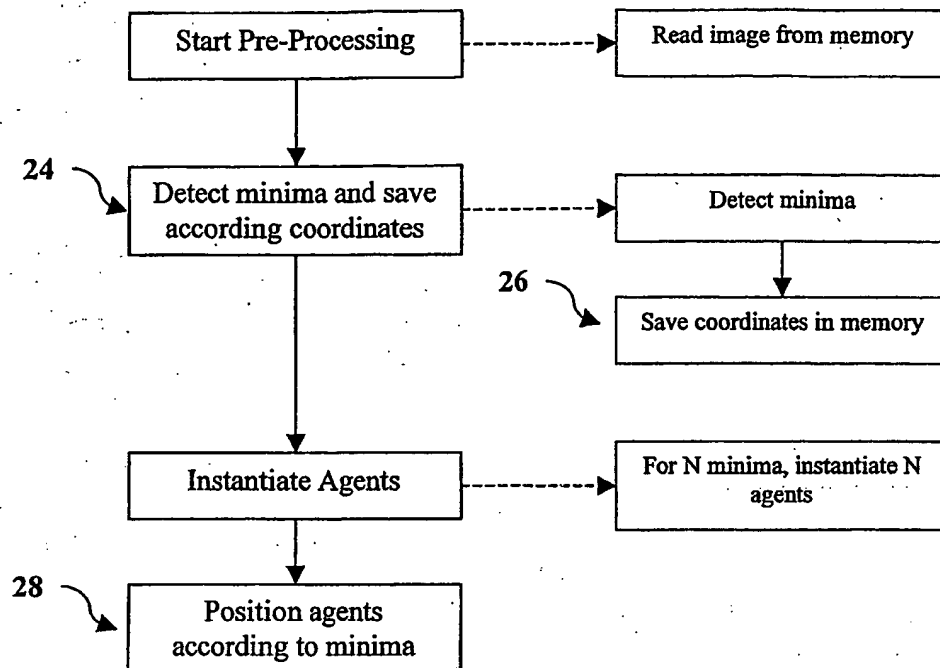 Start Pre-Processing
Read image from memory
24
Detect minima and save
according coordinates
Detect minima
26
Save coordinates in memory
Instantiate Agents
For N minima, instantiate N
agents
28
Position agents
according to minima